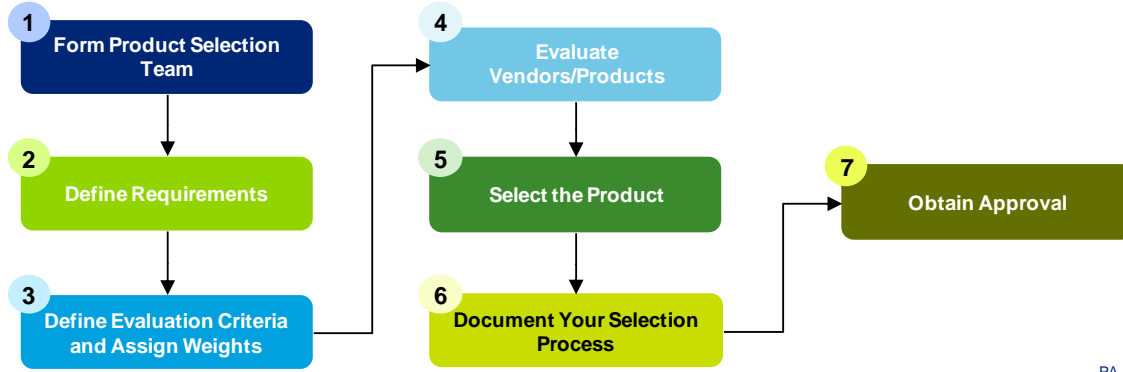 1
Form Product Selection
Team
2
Define Requirements
3
Define Evaluation Criteria
and Assign Weights
4
Evaluate
Vendors/Products
5
Select the Product
6
Document Your Selection
Process
7
Obtain Approval